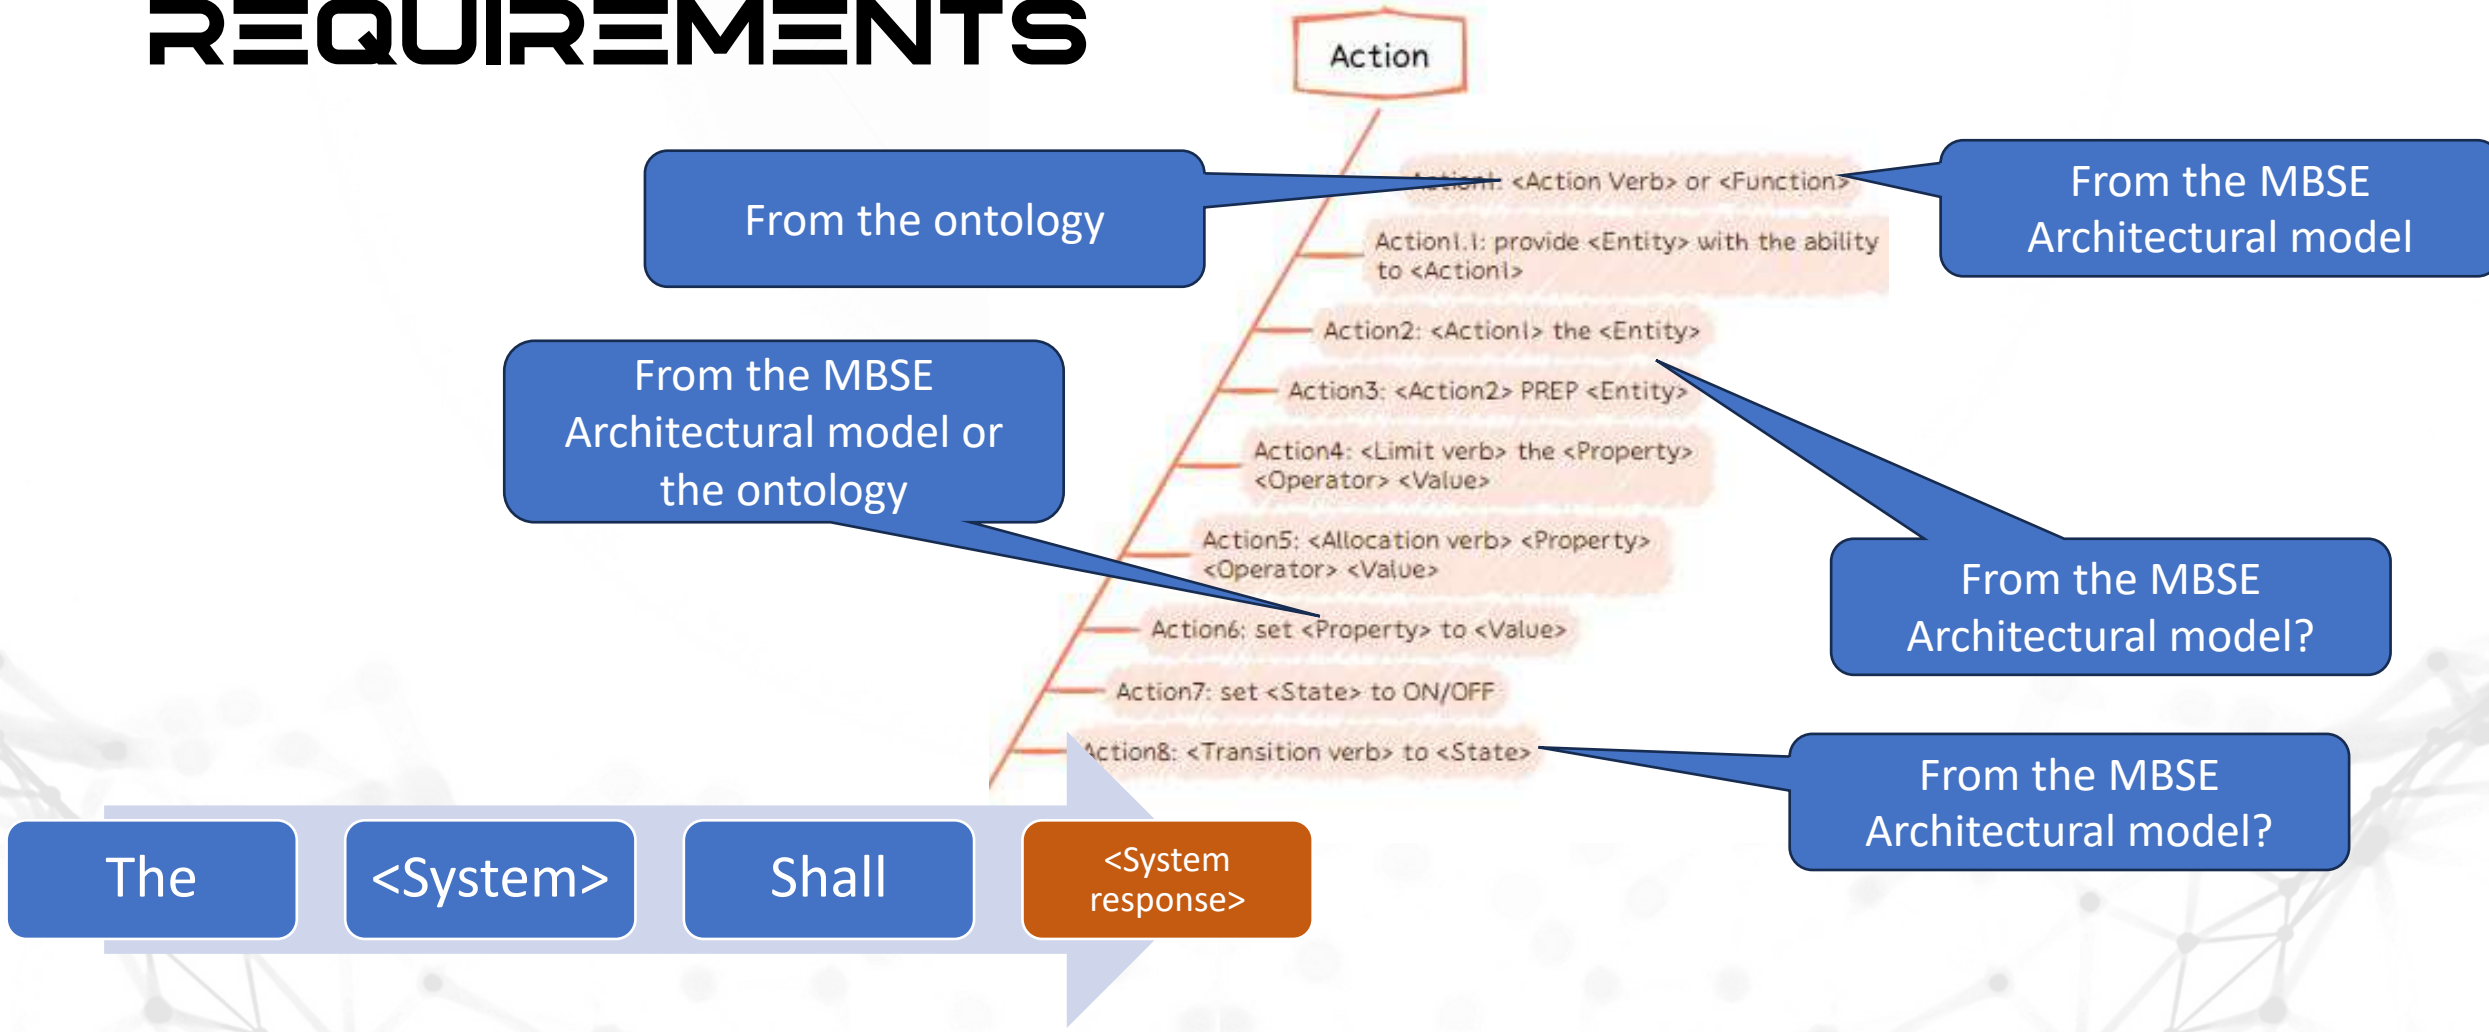 REQUIREMENTS
Action
From the ontology
Action1: <Action Verb> or <Function>
From the MBSE
Architectural model
Action1.1: provide <Entity> with the ability
to <Action1>
Action2: <Action1> the <Entity>
From the MBSE
Architectural model or
the ontology
Action3: <Action2> PREP <Entity>
Action4: <Limit verb> the <Property>
<Operator> <Value>
Action5: <Allocation verb> <Property>
<Operator> <Value>
From the MBSE
Architectural model?
Action6: set <Property> to <Value>
Action7: set <State> to ON/OFF
Action8: <Transition verb> to <State>
From the MBSE
Architectural model?
The
<System>
Shall
<System
response>